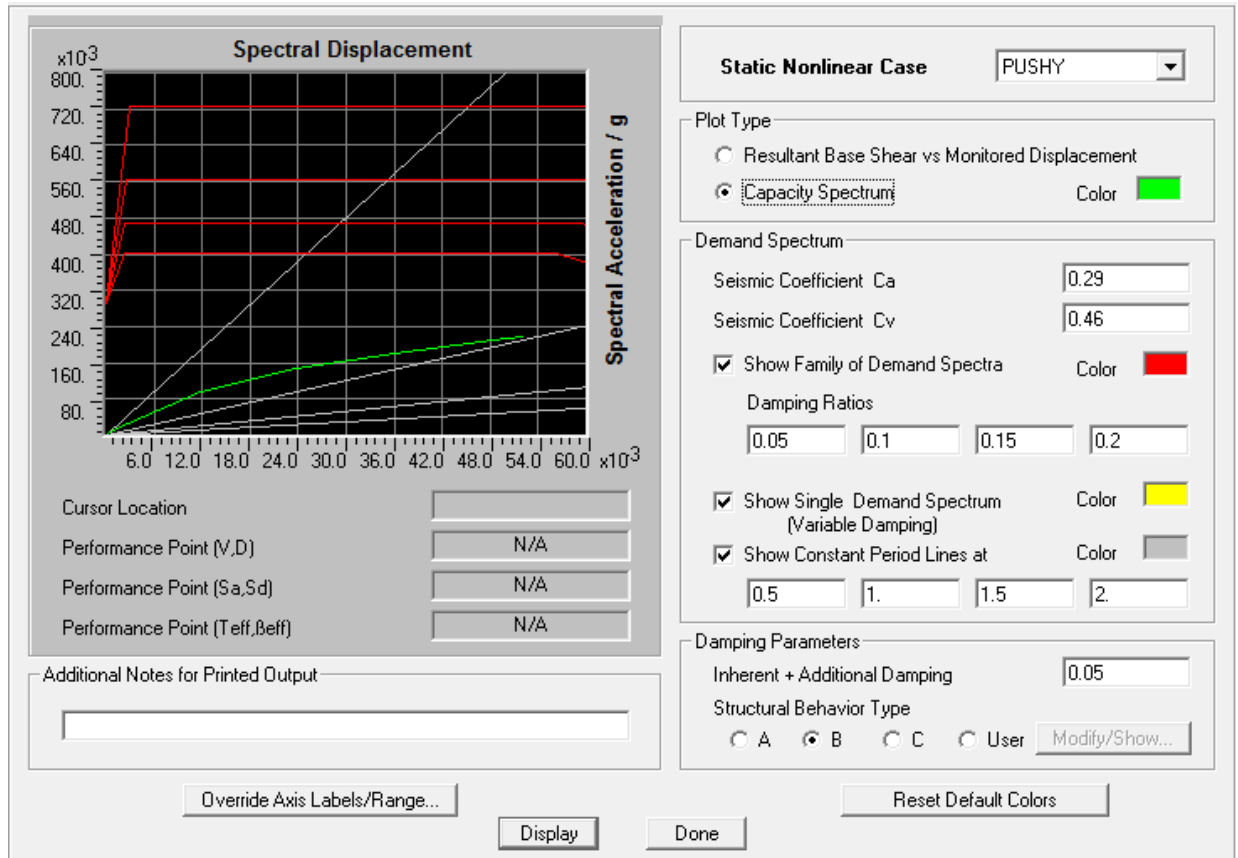 Spectral Displacement
x10-3
800.
720.
640.
560.
480.
400.
320.
240.
160.
80.
6.0 12.0 18.0 24.0 30.0 36.0 42.0 48.0 54.0 60.0 x10-3
Spectral Acceleration / g
Cursor Location
Performance Point (V,D) N/A
Performance Point (Sa,Sd) N/A
Performance Point (Teff,ßeff) N/A
Additional Notes for Printed Output
Override Axis Labels/Range...
Static Nonlinear Case PUSHY
Plot Type
Resultant Base Shear vs Monitored Displacement
Capacity Spectrum Color
Demand Spectrum
Seismic Coefficient Ca 0.29
Seismic Coefficient Cv 0.46
Show Family of Demand Spectra Color
Damping Ratios
0.05 0.1 0.15 0.2
Show Single Demand Spectrum Color
(Variable Damping)
Show Constant Period Lines at Color
0.5 1. 1.5 2.
Damping Parameters
Inherent + Additional Damping 0.05
Structural Behavior Type
A B C User Modify/Show...
Reset Default Colors
Display Done